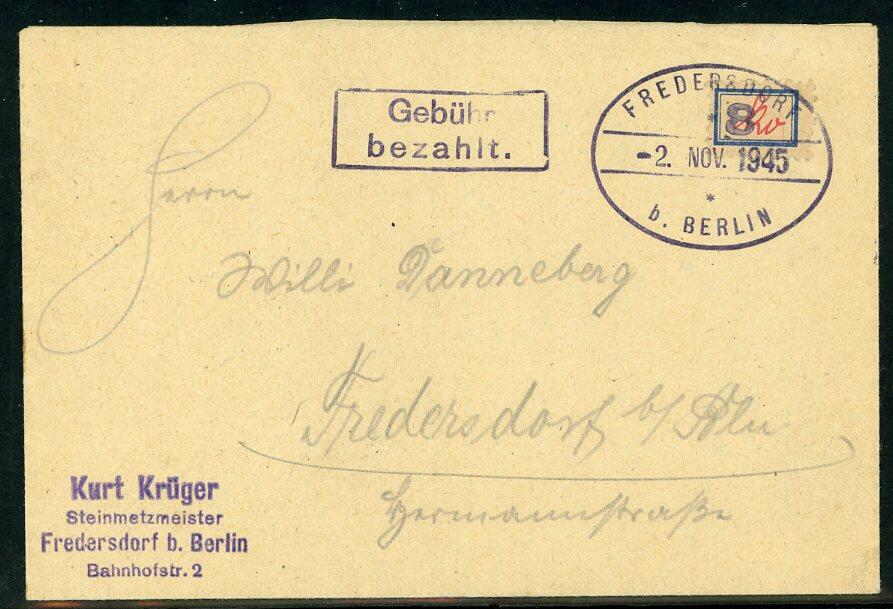 Gebühr
bezahlt.
FREDERSDORF
8
-2. NOV. 1945
*
b. BERLIN
Herrn
Willi Danneberg
Fredersdorf b/ Bln
Hermannstraße
Kurt Krüger
Steinmetzmeister
Fredersdorf b. Berlin
Bahnhofstr. 2